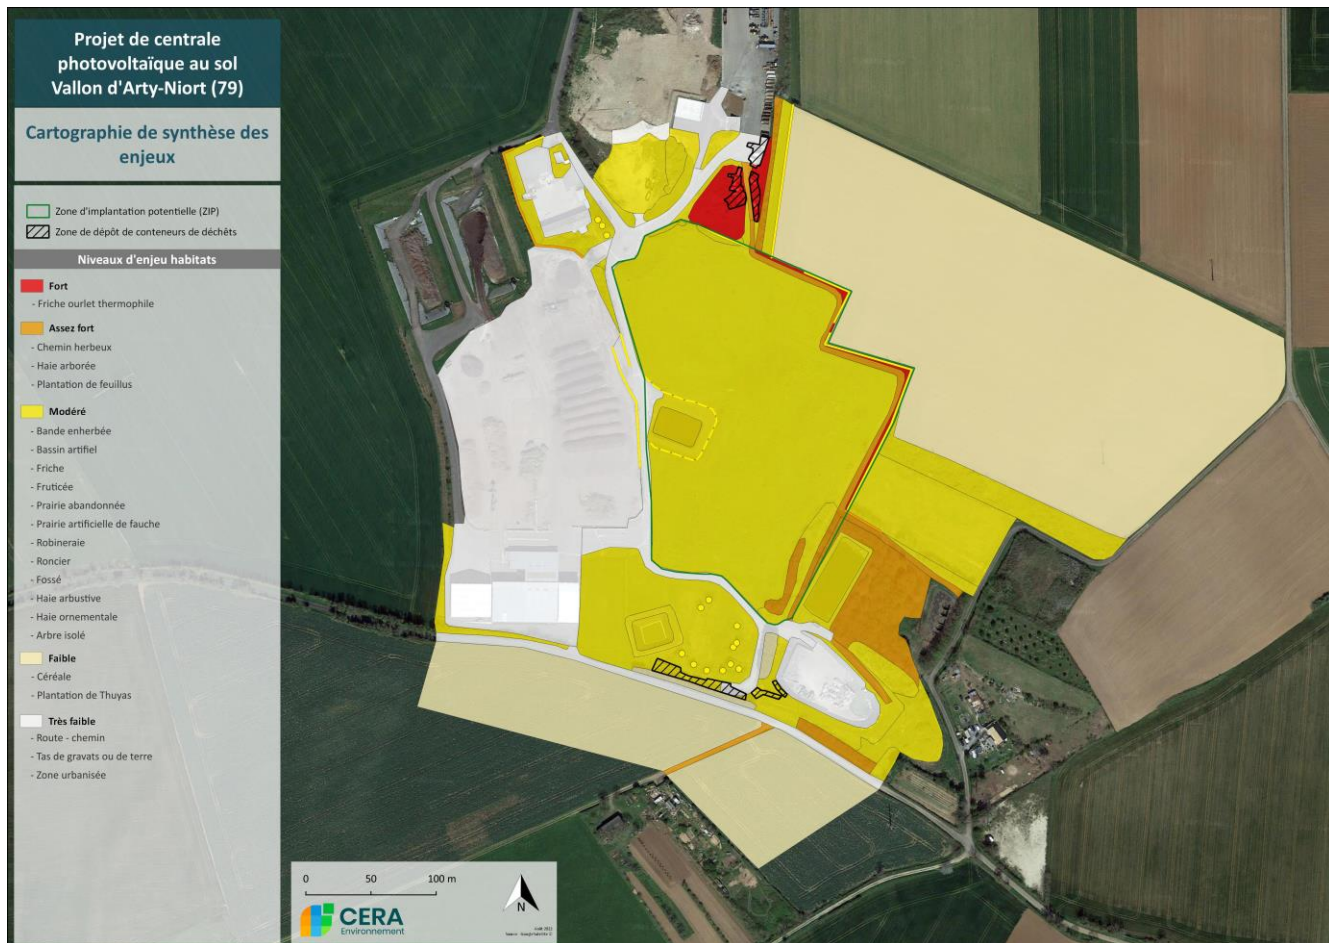 Projet de centrale
photovoltaïque au sol
Vallon d'Arty-Niort (79)
Cartographie de synthèse des
enjeux
Zone d'implantation potentielle (ZIP)
Zone de dépôt de conteneurs de déchêts
Niveaux d'enjeu habitats
Fort
- Friche ourlet thermophile
Assez fort
- Chemin herbeux
- Haie arborée
- Plantation de feuillus
Modéré
- Bande enherbée
- Bassin artifiel
- Friche
- Fruticée
- Prairie abandonnée
- Prairie artificielle de fauche
- Robineraie
- Roncier
- Fossé
- Haie arbustive
- Haie ornementale
- Arbre isolé
Faible
- Céréale
- Plantation de Thuyas
Très faible
- Route - chemin
- Tas de gravats ou de terre
- Zone urbanisée
0 50 100 m
N
CERA
Environnement